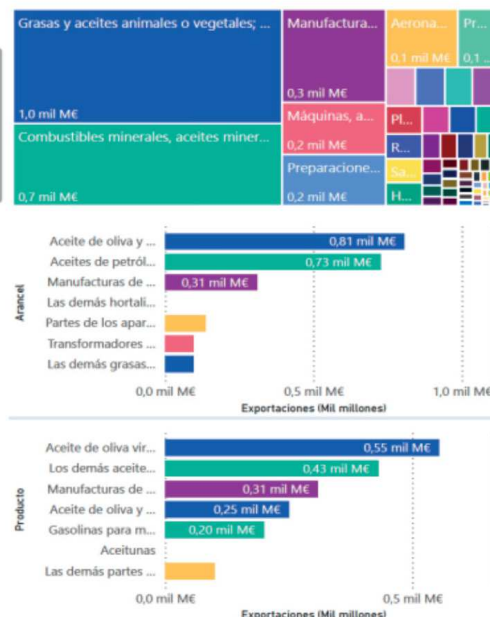 Grasas y aceites animales o vegetales; ...
1,0 mil M€
Combustibles minerales, aceites miner...
0,7 mil M€
Manufactura...
0,3 mil M€
Máquinas, a...
0,2 mil M€
Preparacione...
0,2 mil M€
Aerona...
0,1 mil M€
Pr...
0,1 ...
Pl...
R...
Sa...
H...
Arancel
Aceite de oliva y ...
0,81 mil M€
Aceites de petról...
0,73 mil M€
Manufacturas de ...
0,31 mil M€
Las demás hortali...
Partes de los apar...
Transformadores ...
Las demás grasas...
0,0 mil M€
0,5 mil M€
1,0 mil M€
Exportaciones (Mil millones)
Producto
Aceite de oliva vir...
0,55 mil M€
Los demás aceite...
0,43 mil M€
Manufacturas de ...
0,31 mil M€
Aceite de oliva y ...
0,25 mil M€
Gasolinas para m...
0,20 mil M€
Aceitunas
Las demás partes ...
0,0 mil M€
0,5 mil M€
Exportaciones (Mil millones)